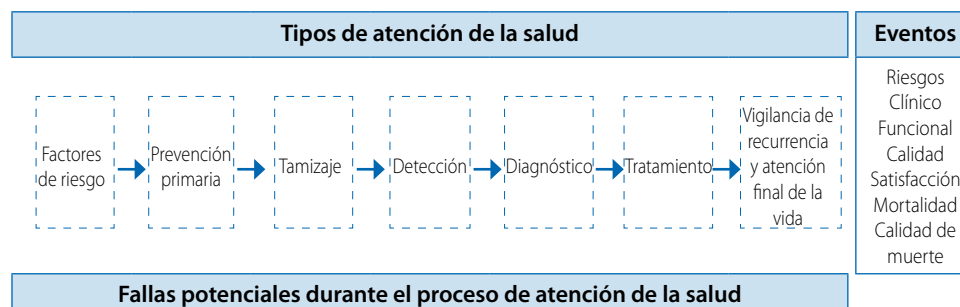 Tipos de atención de la salud
Eventos
Factores
de riesgo
Prevención
primaria
Tamizaje
Detección
Diagnóstico
Tratamiento
Vigilancia de
recurrencia
y atención
final de la
vida
Riesgos
Clínico
Funcional
Calidad
Satisfacción
Mortalidad
Calidad de
muerte
Fallas potenciales durante el proceso de atención de la salud